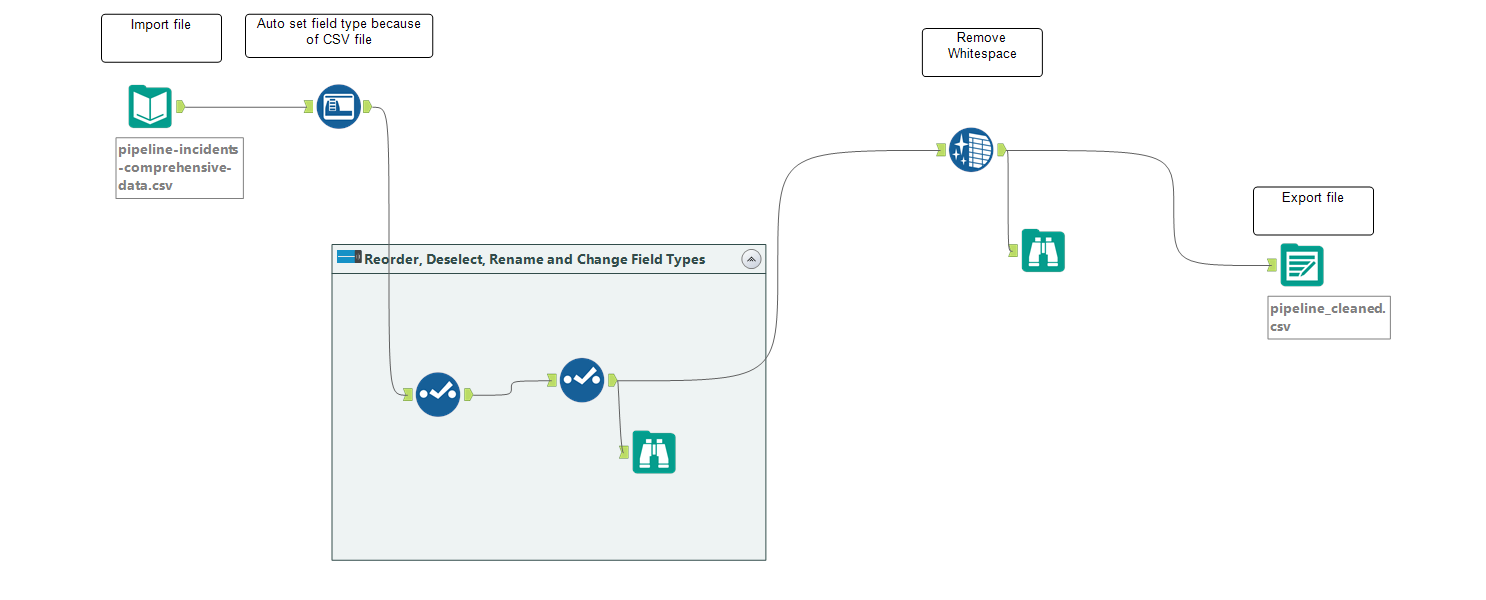 Import file
Auto set field type because
of CSV file
pipeline-incidents
-comprehensive-
data.csv
Reorder, Deselect, Rename and Change Field Types
Remove
Whitespace
Export file
pipeline_cleaned.
csv